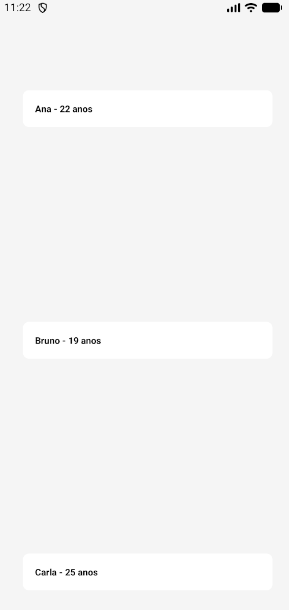 11:22
Ana - 22 anos
Bruno - 19 anos
Carla - 25 anos